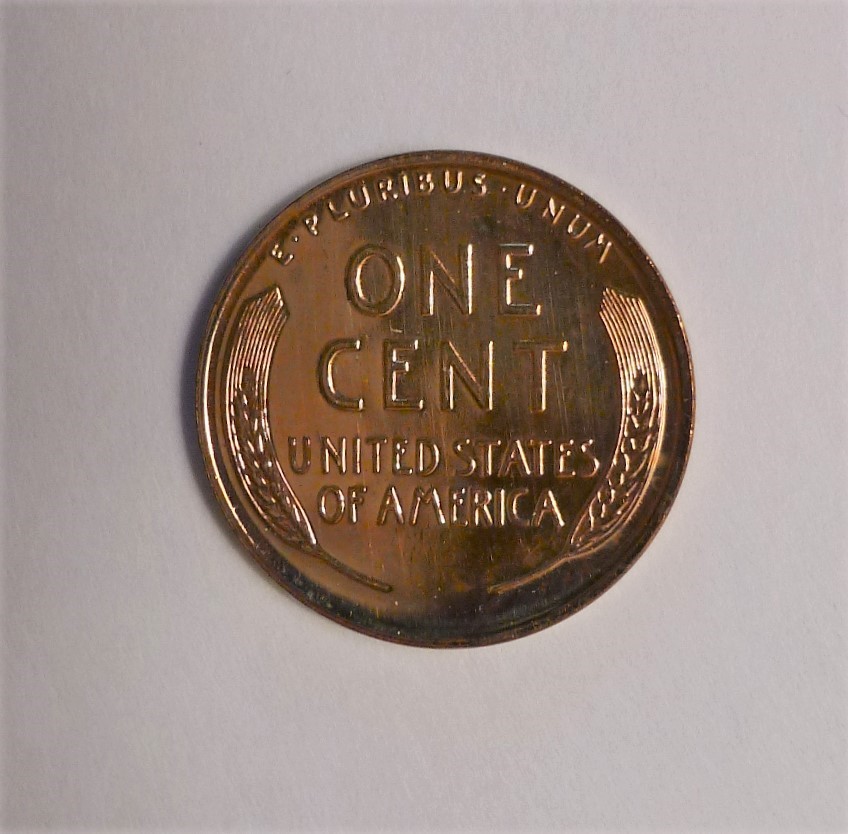 E·PLURIBUS·UNUM
ONE
CENT
UNITED STATES
OF AMERICA